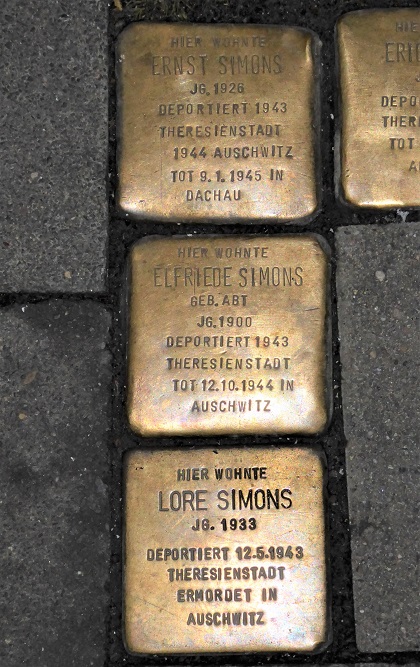 HIER WOHNTE
ERNST SIMONS
JG. 1926
DEPORTIERT 1943
THERESIENSTADT
1944 AUSCHWITZ
TOT 9.1.1945 IN
DACHAU
HIER WOHNTE
ELFRIEDE SIMONS
GEB. ABT
JG. 1900
DEPORTIERT 1943
THERESIENSTADT
TOT 12.10.1944 IN
AUSCHWITZ
HIER WOHNTE
LORE SIMONS
JG. 1933
DEPORTIERT 12.5.1943
THERESIENSTADT
ERMORDET IN
AUSCHWITZ
TOT